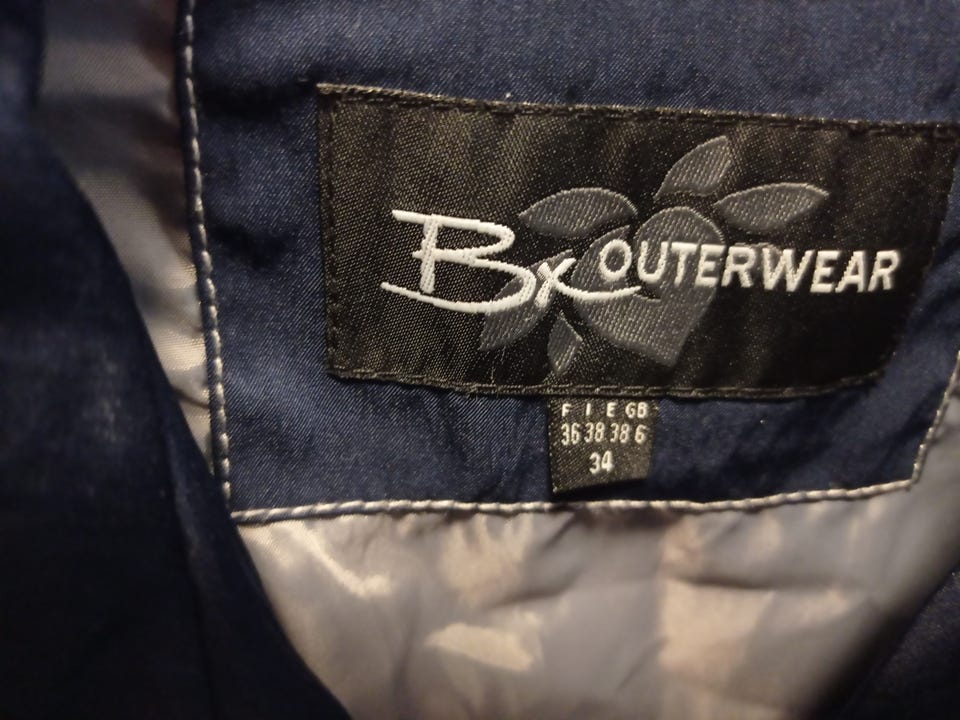 Bx OUTERWEAR
F I E GB
36 38 38 6
34